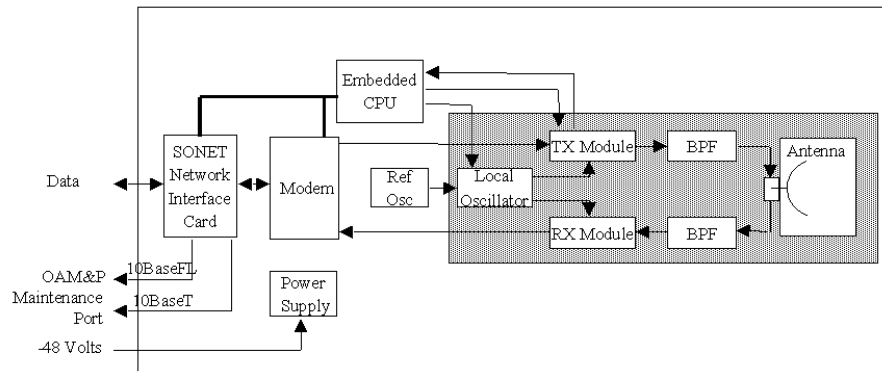 Embedded
CPU
SONET
Network
Interface
Card
Modem
Ref
Osc
Local
Oscillator
TX Module
BPF
Antenna
RX Module
BPF
Data
10BaseFL
OAM&P
Maintenance
Port
10BaseT
Power
Supply
-48 Volts